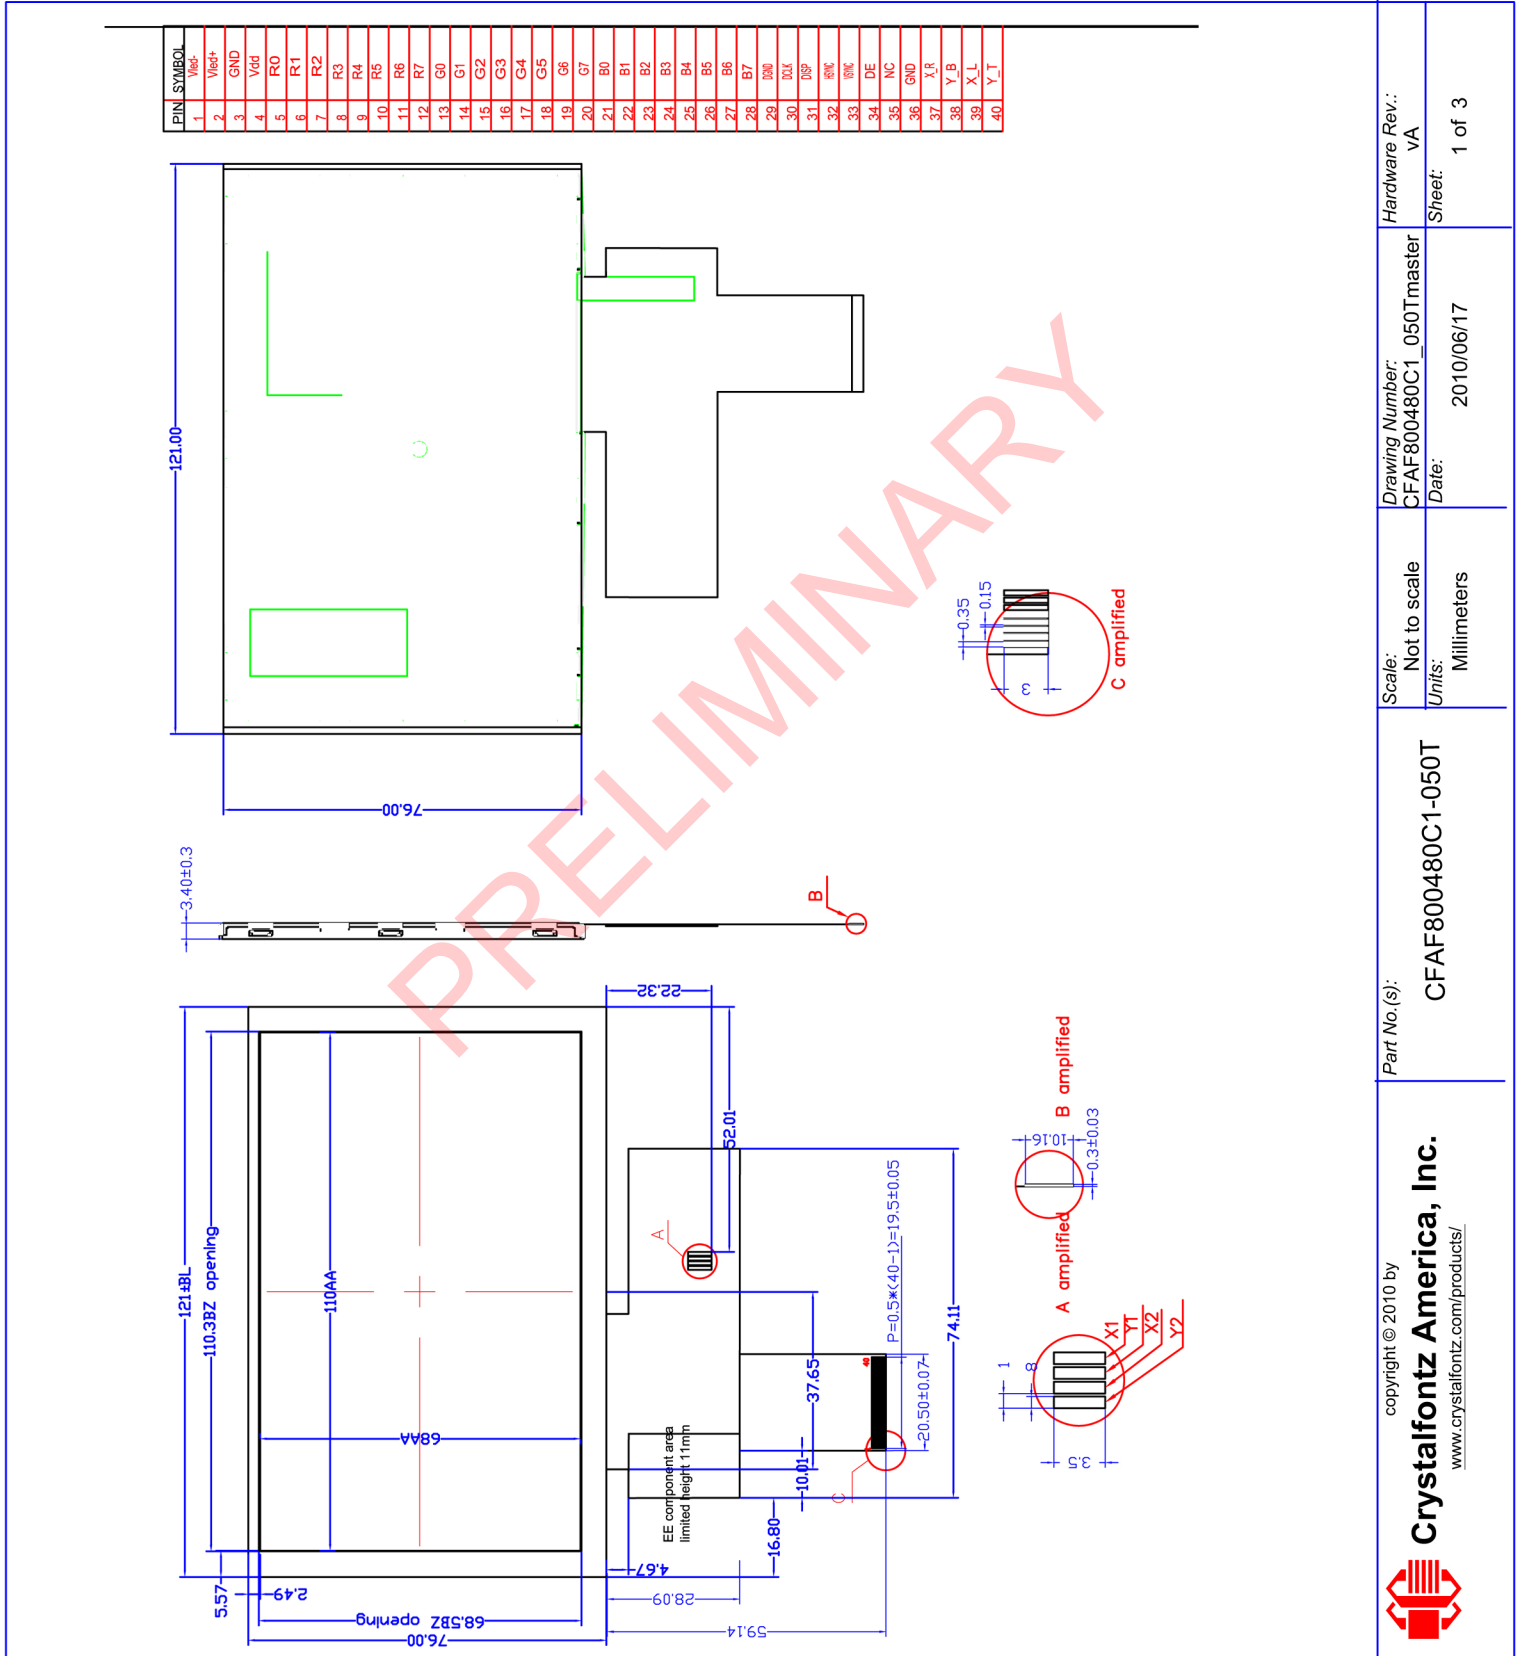 PIN SYMBOL
1 Vled-
2 Vled+
3 GND
4 Vdd
5 R0
6 R1
7 R2
8 R3
9 R4
10 R5
11 R6
12 R7
13 G0
14 G1
15 G2
16 G3
17 G4
18 G5
19 G6
20 G7
21 B0
22 B1
23 B2
24 B3
25 B4
26 B5
27 B6
28 B7
29 DGND
30 DCLK
31 DISP
32 HSYNC
33 VSYNC
34 DE
35 NC
36 GND
37 X_R
38 Y_B
39 X_L
40 Y_T
121.00
76.00
3.40±0.3
B
PRELIMINARY
0.35
0.15
3
C amplified
121±BL
110.3BZ opening
110AA
68AA
5.57
2.49
68.5BZ opening
76.00
22.32
52.01
A
EE component area
limited height 11mm
4.67
28.09
59.14
16.80
10.01
37.65
C
40
20.50±0.07
P=0.5*(40-1)=19.5±0.05
74.11
10.16
0.3±0.03
B amplified
A amplified
1
8
3.5
X1
Y1
X2
Y2
copyright © 2010 by
Crystalfontz America, Inc.
www.crystalfontz.com/products/
Part No.(s):
CFAF800480C1-050T
Scale:
Not to scale
Units:
Millimeters
Drawing Number:
CFAF800480C1_050Tmaster
Date:
2010/06/17
Hardware Rev.:
vA
Sheet:
1 of 3